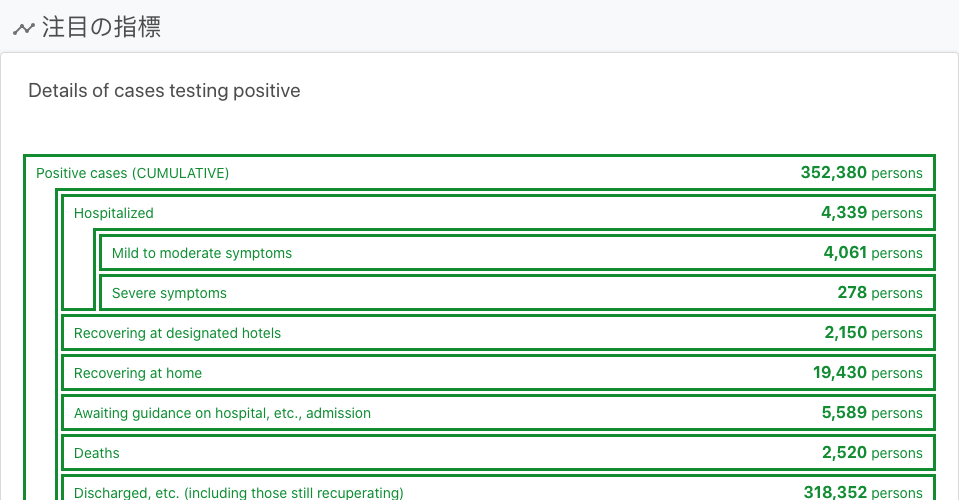 注目の指標
Details of cases testing positive
Positive cases (CUMULATIVE) 352,380 persons
Hospitalized 4,339 persons
Mild to moderate symptoms 4,061 persons
Severe symptoms 278 persons
Recovering at designated hotels 2,150 persons
Recovering at home 19,430 persons
Awaiting guidance on hospital, etc., admission 5,589 persons
Deaths 2,520 persons
Discharged, etc. (including those still recuperating) 318,352 persons